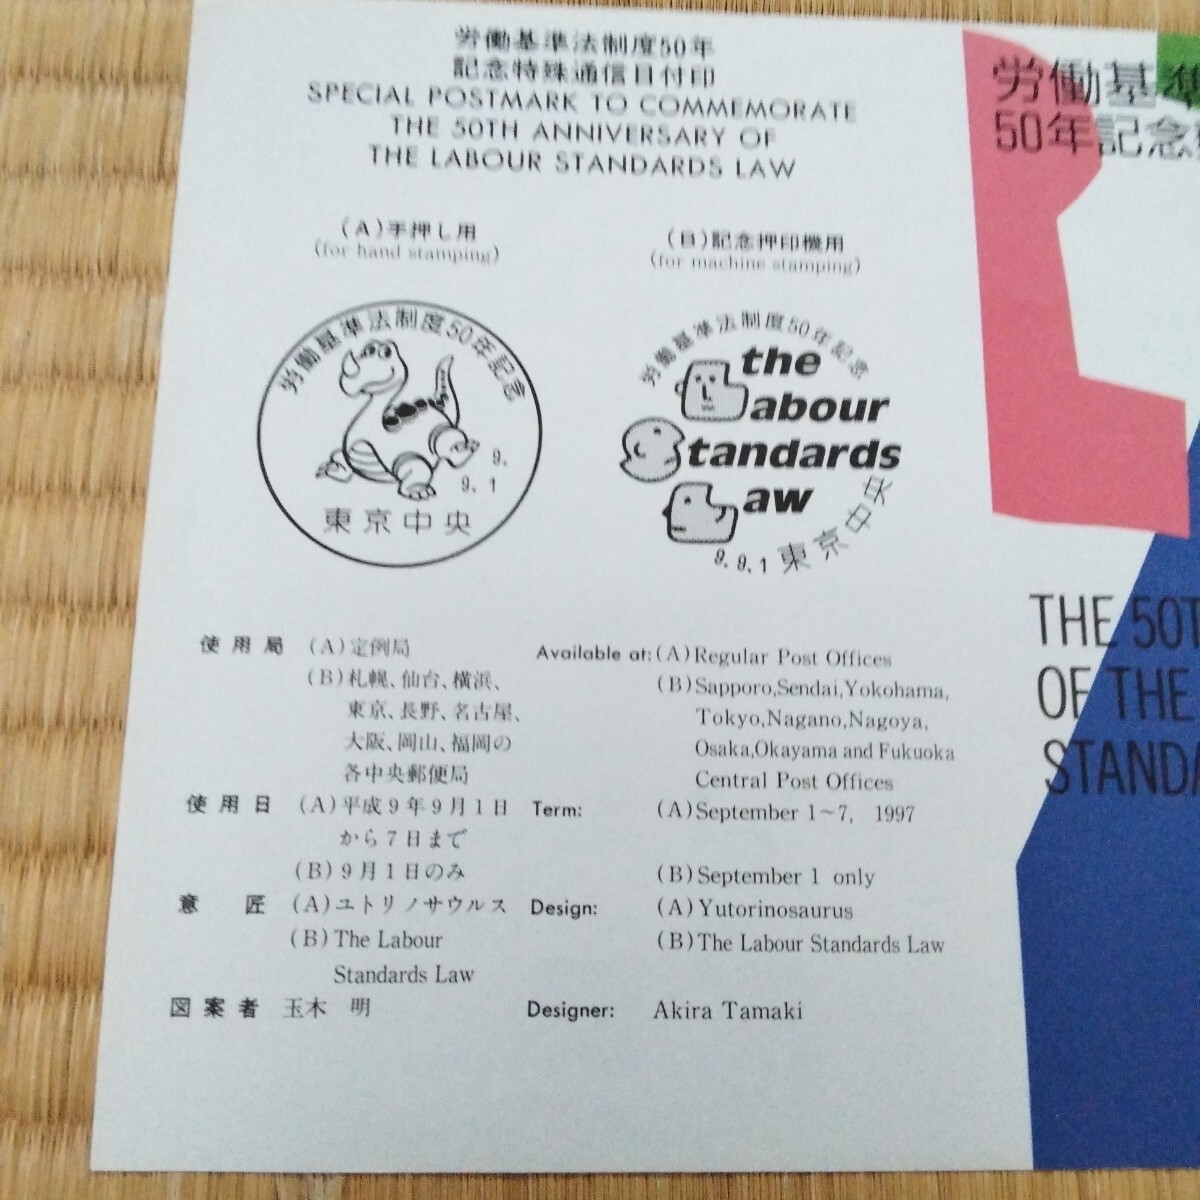 労働基準法制度50年
記念特殊通信日付印
SPECIAL POSTMARK TO COMMEMORATE
THE 50TH ANNIVERSARY OF
THE LABOUR STANDARDS LAW
(A)手押し用
(for hand stamping)
(B)記念押印機用
(for machine stamping)
労働基準法制度50年記念
9.
9.1
東京中央
労働基準法制度50年記念
the
abour
tandards
aw
9.9.1 東京中央
使用局 (A)定例局
(B)札幌、仙台、横浜、
東京、長野、名古屋、
大阪、岡山、福岡の
各中央郵便局
使用日 (A)平成9年9月1日
から7日まで
(B)9月1日のみ
意匠 (A)ユトリノサウルス
(B)The Labour
Standards Law
図案者 玉木 明
Available at:(A)Regular Post Offices
(B)Sapporo,Sendai,Yokohama,
Tokyo,Nagano,Nagoya,
Osaka,Okayama and Fukuoka
Central Post Offices
Term: (A)September 1~7, 1997
(B)September 1 only
Design: (A)Yutorinosaurus
(B)The Labour Standards Law
Designer: Akira Tamaki
労働基準
50年記念
THE 50T
OF THE
STANDA